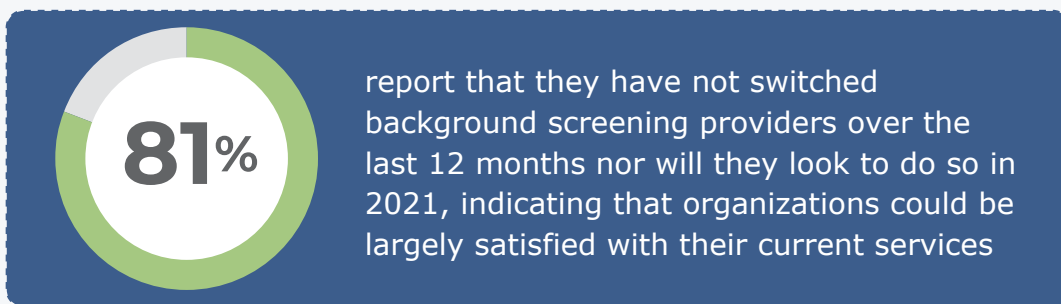 81%
report that they have not switched
background screening providers over the
last 12 months nor will they look to do so in
2021, indicating that organizations could be
largely satisfied with their current services